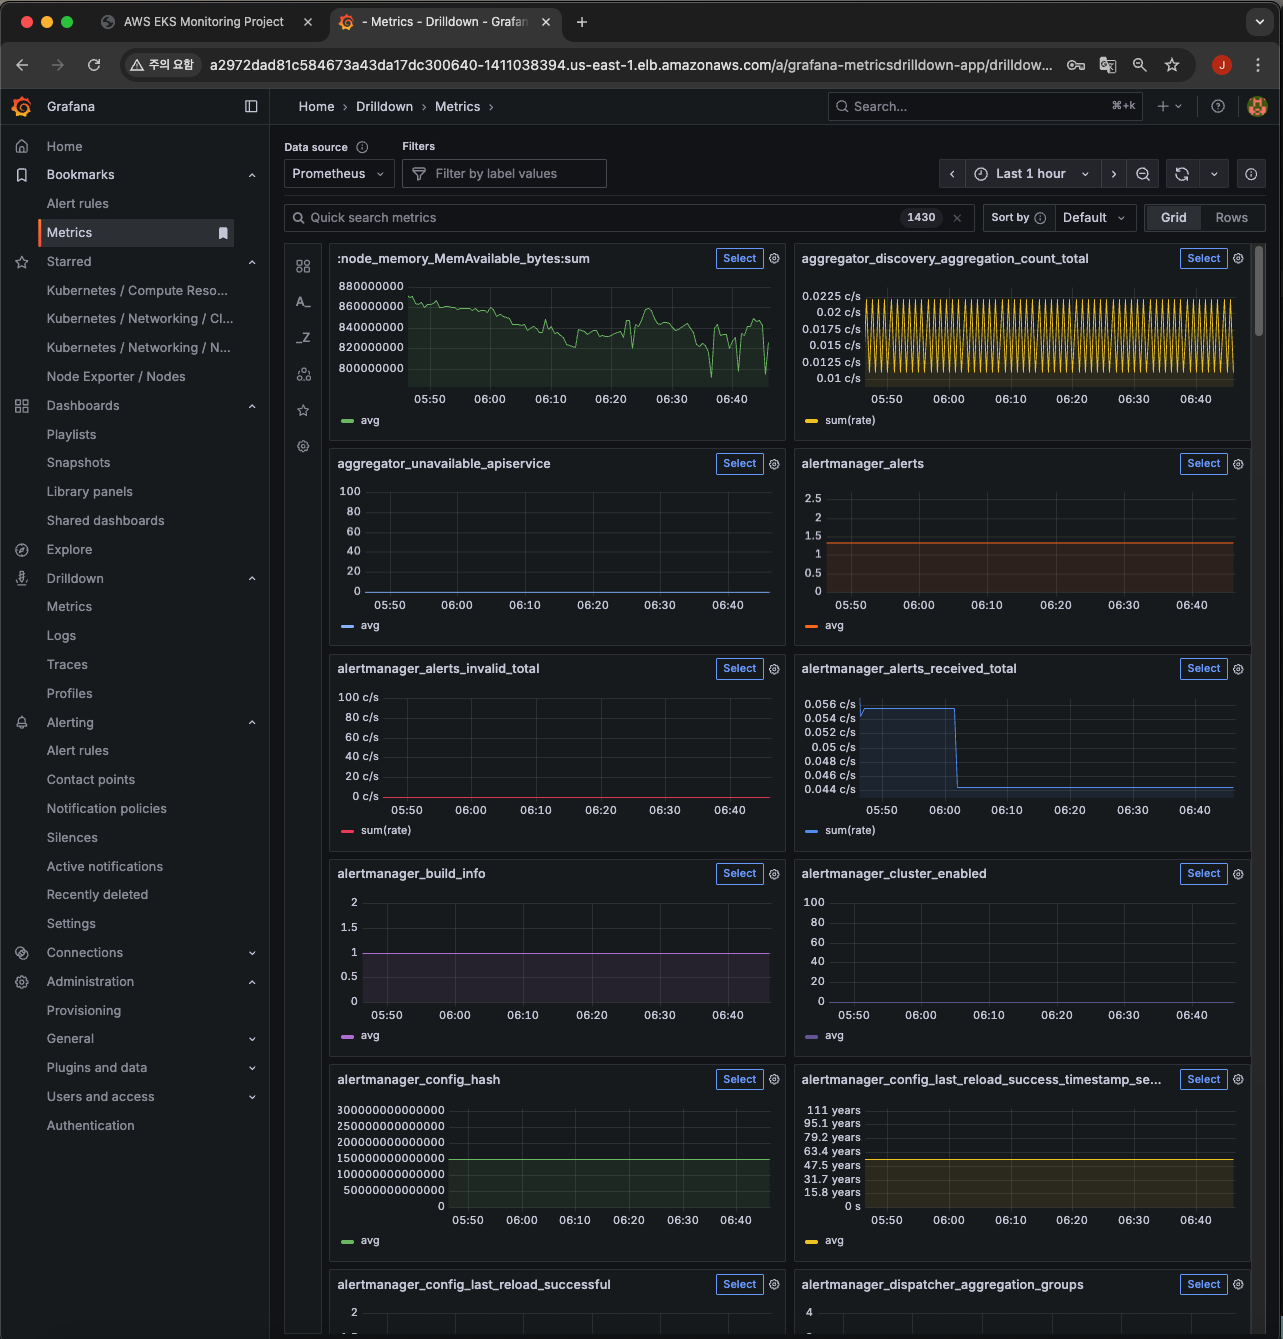 AWS EKS Monitoring Project
- Metrics - Drilldown - Grafan
주의 요함
a2972dad81c584673a43da17dc300640-1411038394.us-east-1.elb.amazonaws.com/a/grafana-metricsdrilldown-app/drilldow...
J
Grafana
Home › Drilldown › Metrics ›
Search...
⌘+k
Home
Bookmarks
Alert rules
Metrics
Starred
Kubernetes / Compute Reso...
Kubernetes / Networking / Cl...
Kubernetes / Networking / N...
Node Exporter / Nodes
Dashboards
Playlists
Snapshots
Library panels
Shared dashboards
Explore
Drilldown
Metrics
Logs
Traces
Profiles
Alerting
Alert rules
Contact points
Notification policies
Silences
Active notifications
Recently deleted
Settings
Connections
Administration
Provisioning
General
Plugins and data
Users and access
Authentication
Data source
Filters
Prometheus
Filter by label values
Last 1 hour
Quick search metrics
1430
Sort by
Default
Grid
Rows
A_
_Z
:node_memory_MemAvailable_bytes:sum
Select
880000000
860000000
840000000
820000000
800000000
05:50 06:00 06:10 06:20 06:30 06:40
avg
aggregator_discovery_aggregation_count_total
Select
0.0225 c/s
0.02 c/s
0.0175 c/s
0.015 c/s
0.0125 c/s
0.01 c/s
05:50 06:00 06:10 06:20 06:30 06:40
sum(rate)
aggregator_unavailable_apiservice
Select
100
80
60
40
20
0
05:50 06:00 06:10 06:20 06:30 06:40
avg
alertmanager_alerts
Select
2.5
2
1.5
1
0.5
0
05:50 06:00 06:10 06:20 06:30 06:40
avg
alertmanager_alerts_invalid_total
Select
100 c/s
80 c/s
60 c/s
40 c/s
20 c/s
0 c/s
05:50 06:00 06:10 06:20 06:30 06:40
sum(rate)
alertmanager_alerts_received_total
Select
0.056 c/s
0.054 c/s
0.052 c/s
0.05 c/s
0.048 c/s
0.046 c/s
0.044 c/s
05:50 06:00 06:10 06:20 06:30 06:40
sum(rate)
alertmanager_build_info
Select
2
1.5
1
0.5
0
05:50 06:00 06:10 06:20 06:30 06:40
avg
alertmanager_cluster_enabled
Select
100
80
60
40
20
0
05:50 06:00 06:10 06:20 06:30 06:40
avg
alertmanager_config_hash
Select
300000000000000
250000000000000
200000000000000
150000000000000
100000000000000
50000000000000
0
05:50 06:00 06:10 06:20 06:30 06:40
avg
alertmanager_config_last_reload_success_timestamp_se...
Select
111 years
95.1 years
79.2 years
63.4 years
47.5 years
31.7 years
15.8 years
0 s
05:50 06:00 06:10 06:20 06:30 06:40
avg
alertmanager_config_last_reload_successful
Select
2
alertmanager_dispatcher_aggregation_groups
Select
4